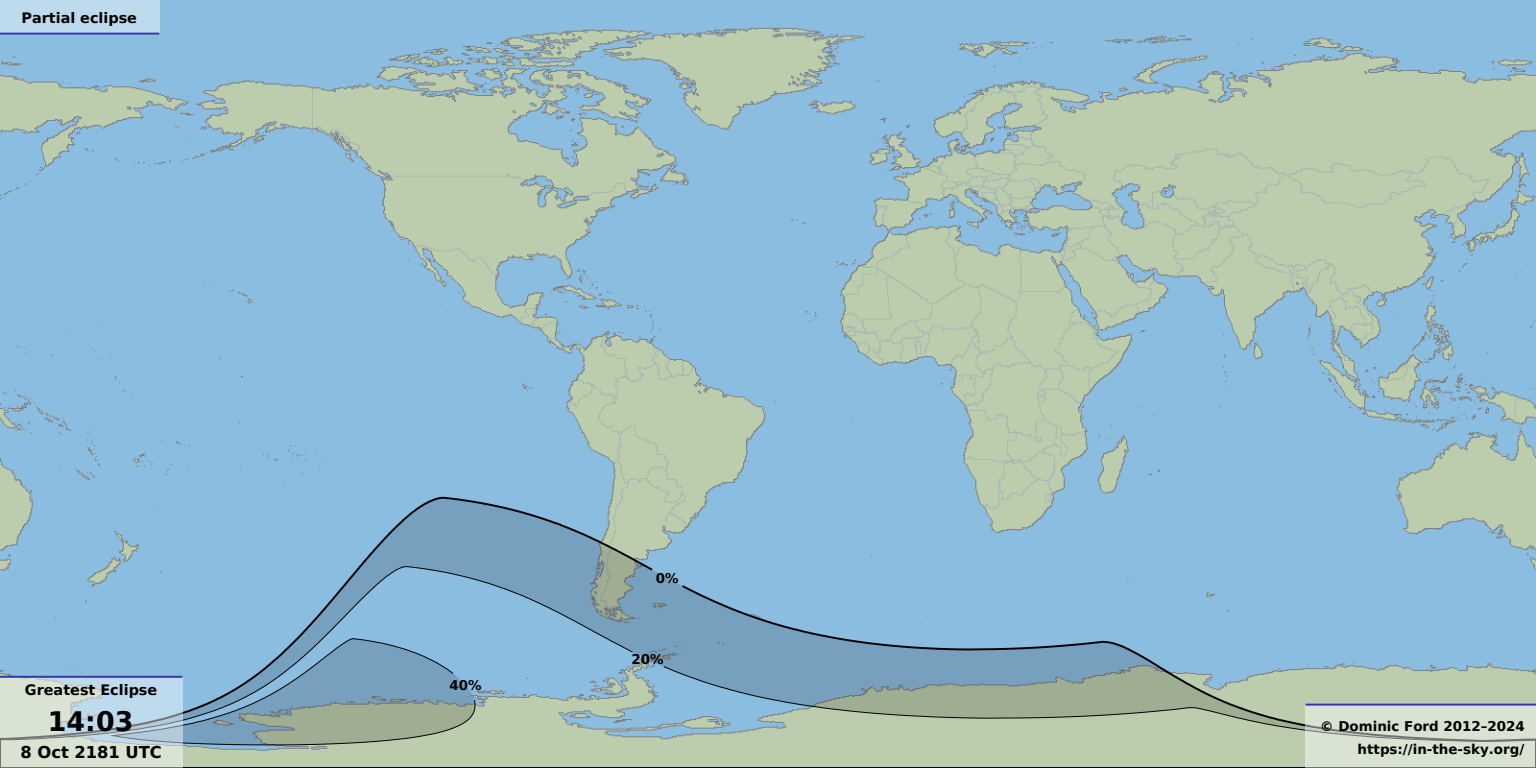 Partial eclipse
0%
20%
40%
Greatest Eclipse
14:03
8 Oct 2181 UTC
© Dominic Ford 2012–2024
https://in-the-sky.org/